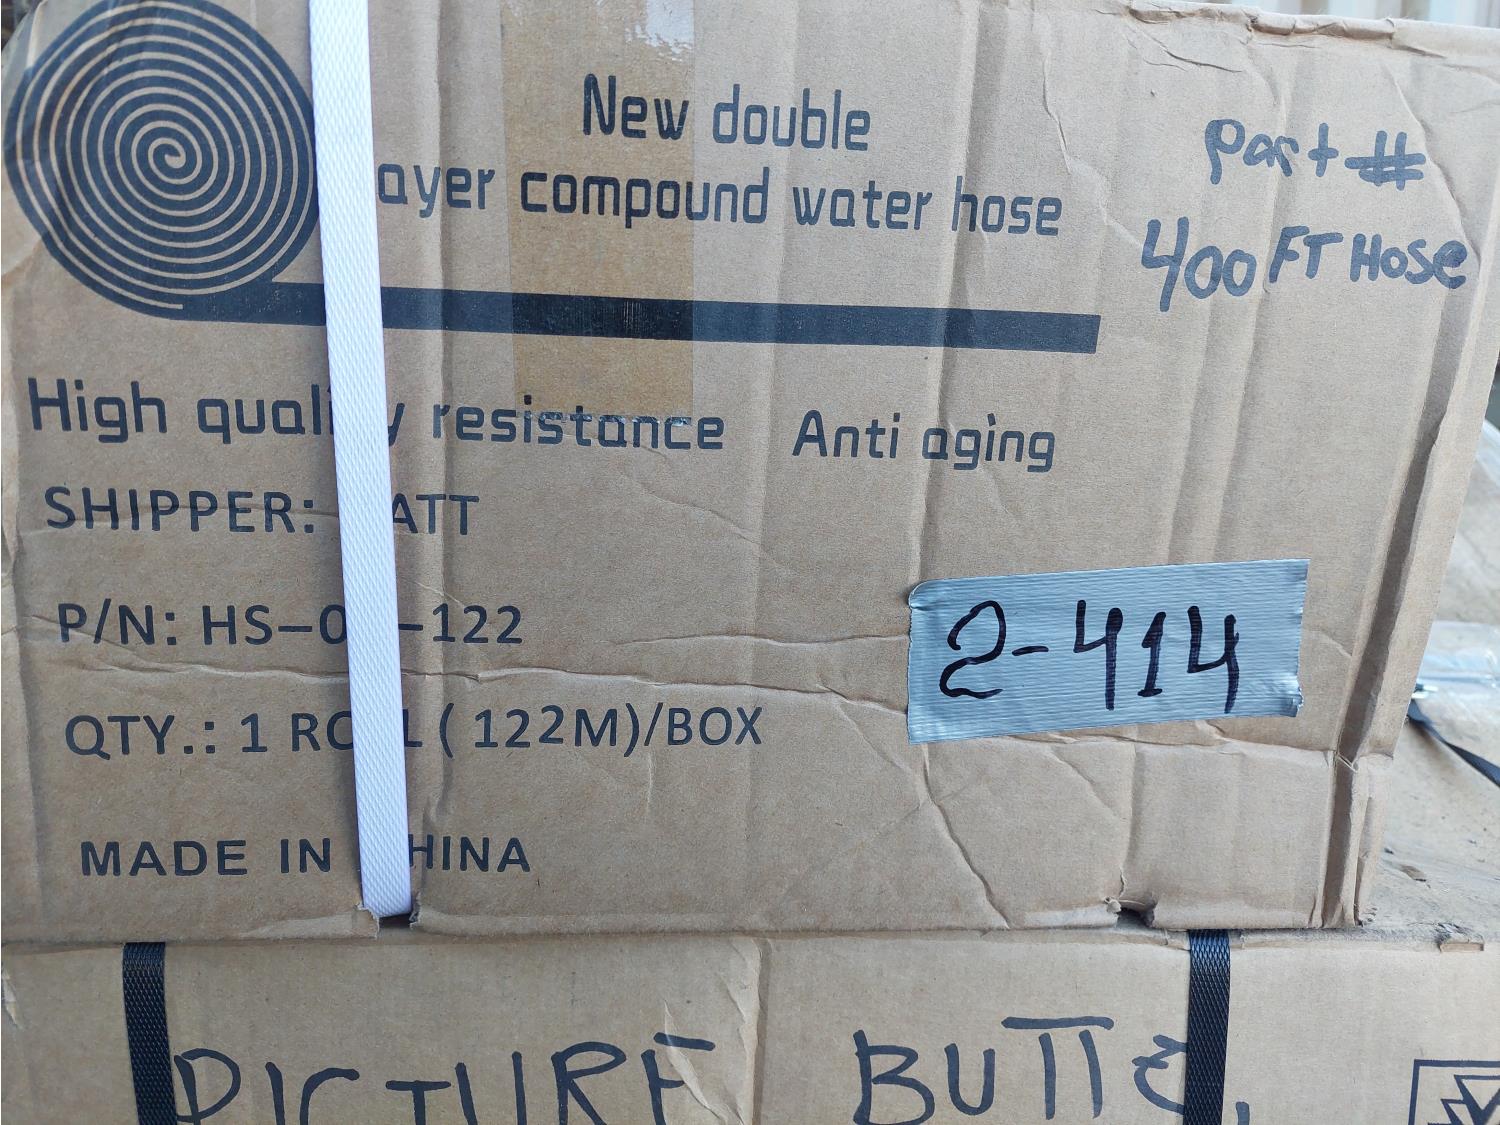 New double
ayer compound water hose
Part #
400 FT Hose
High quali y resistance Anti aging
SHIPPER: ATT
P/N: HS-0 -122
2-414
QTY.: 1 RO L (122M)/BOX
MADE IN HINA
PICTURE BUTTE